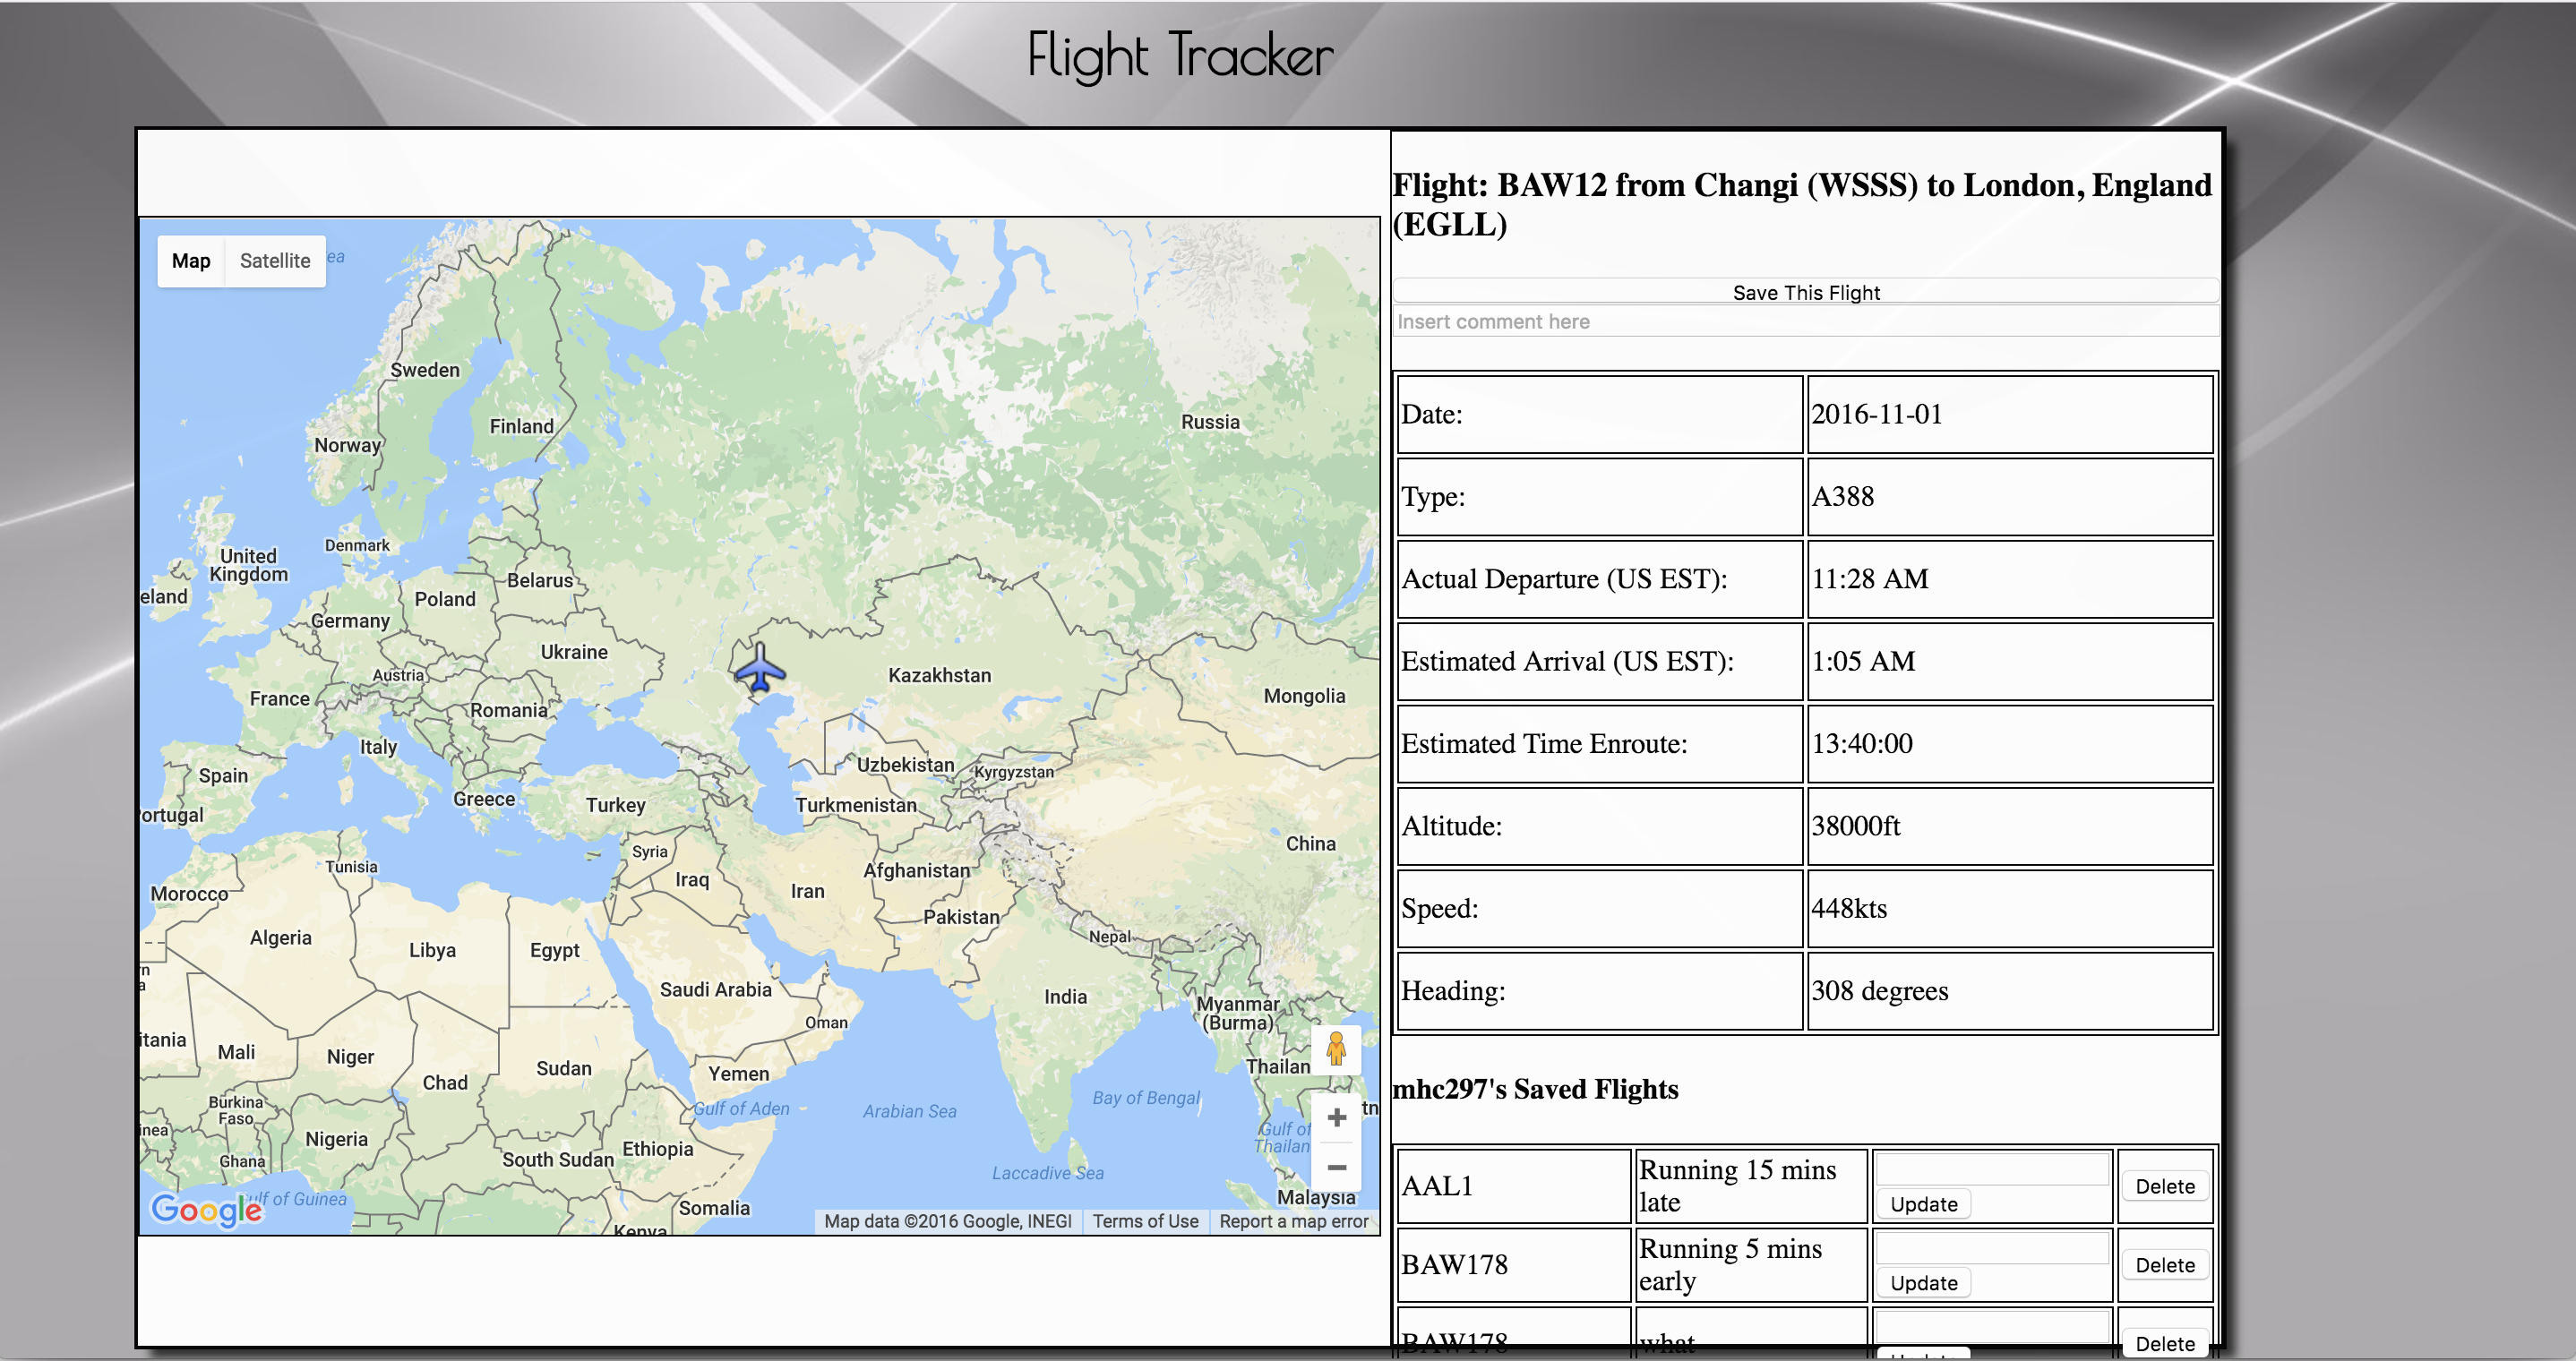 Flight Tracker
Map Satellite
ea
Sweden
Finland
Norway
Russia
United
Kingdom
Denmark
eland
Belarus
Poland
Germany
Ukraine
Austria
France
Kazakhstan
Mongolia
Romania
Italy
Spain
Uzbekistan
Kyrgyzstan
Greece
Turkey
Turkmenistan
ortugal
China
Syria
Tunisia
Afghanistan
Iraq
Iran
Morocco
Pakistan
Algeria
Libya
Egypt
Nepal
Saudi Arabia
India
Myanmar
(Burma)
Oman
itania
Mali
Niger
Sudan
Thailan
Chad
Yemen
Burkina
Faso
Gulf of Aden
Arabian Sea
Bay of Bengal
inea
Nigeria
Gulf of
Thailan
Ghana
South Sudan
Ethiopia
Laccadive Sea
Malaysia
Google
ulf of Guinea
Somalia
Kenya
Map data ©2016 Google, INEGI Terms of Use Report a map error
Flight: BAW12 from Changi (WSSS) to London, England
(EGLL)
Save This Flight
Insert comment here
Date: 2016-11-01
Type: A388
Actual Departure (US EST): 11:28 AM
Estimated Arrival (US EST): 1:05 AM
Estimated Time Enroute: 13:40:00
Altitude: 38000ft
Speed: 448kts
Heading: 308 degrees
mhc297's Saved Flights
AAL1 Running 15 mins late Update Delete
BAW178 Running 5 mins early Update Delete
BAW178 what Delete